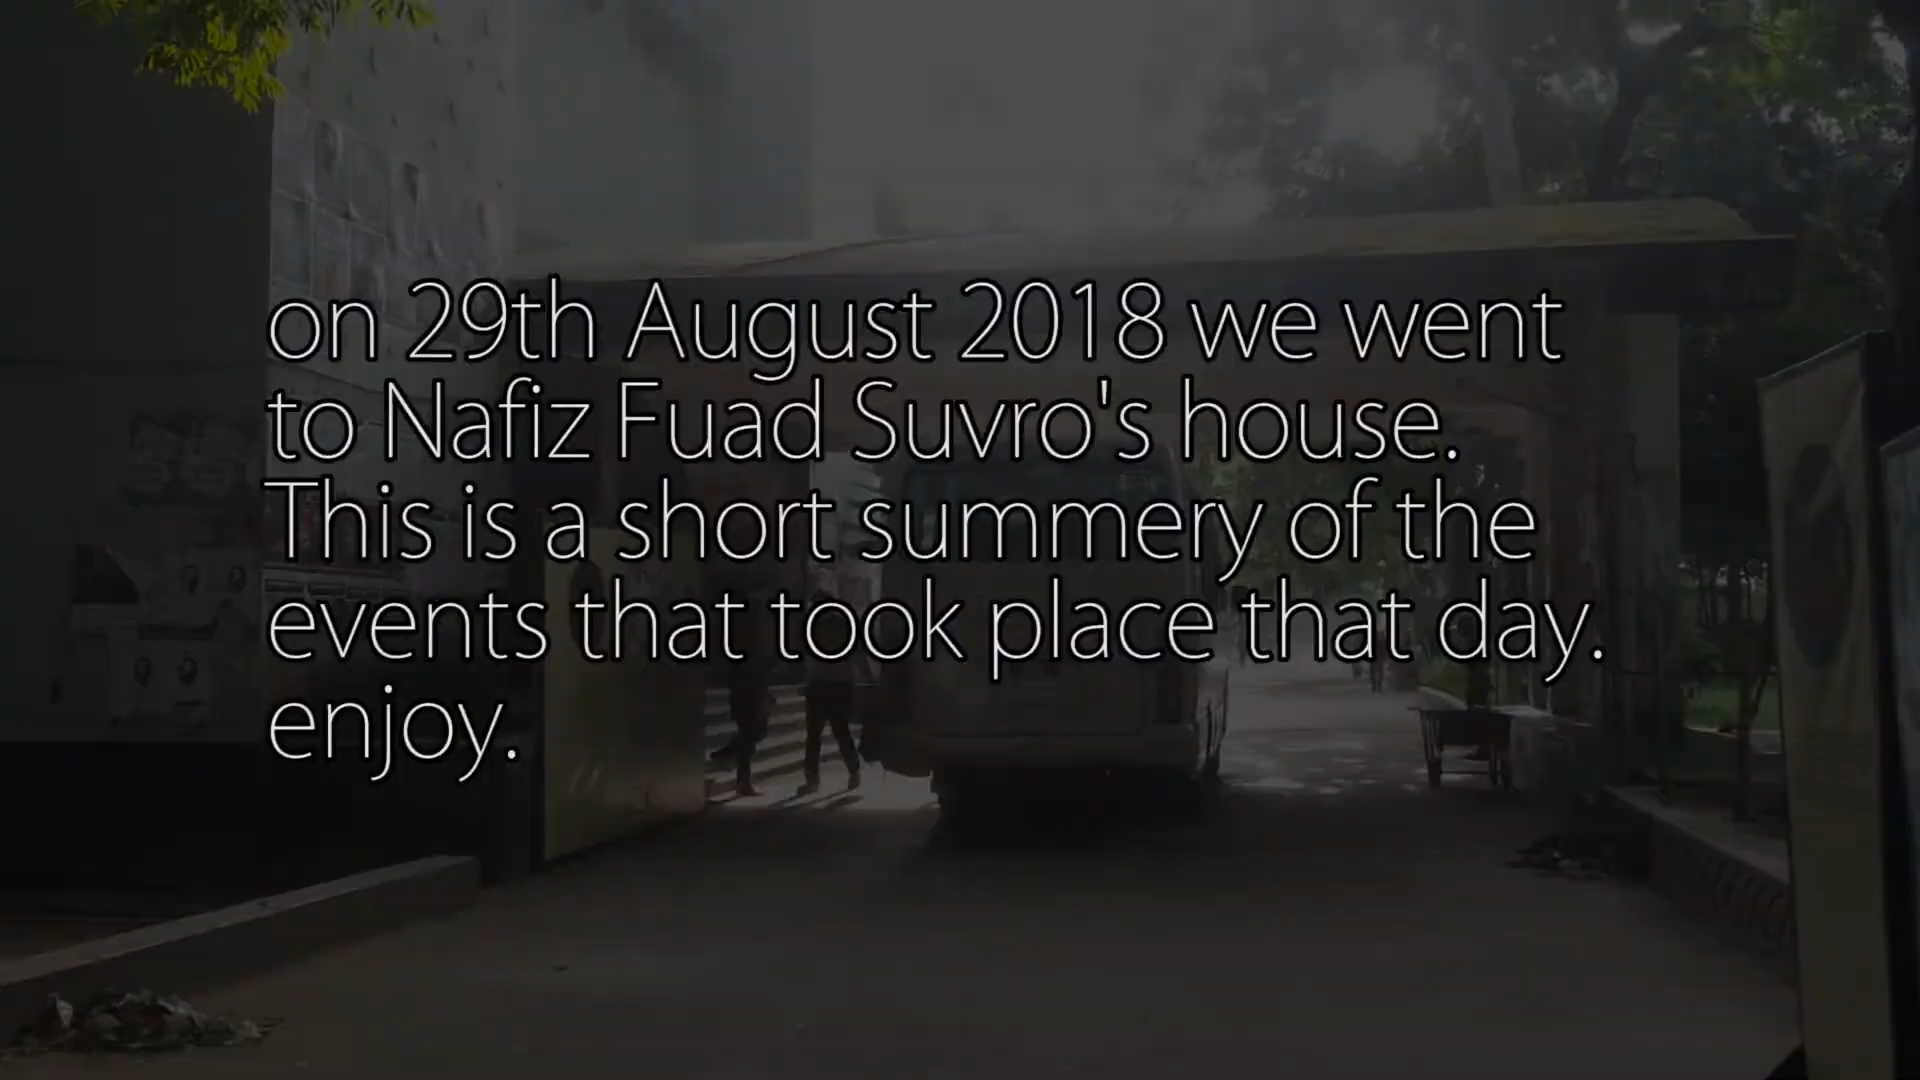 on 29th August 2018 we went
to Nafiz Fuad Suvro's house.
This is a short summery of the
events that took place that day.
enjoy.